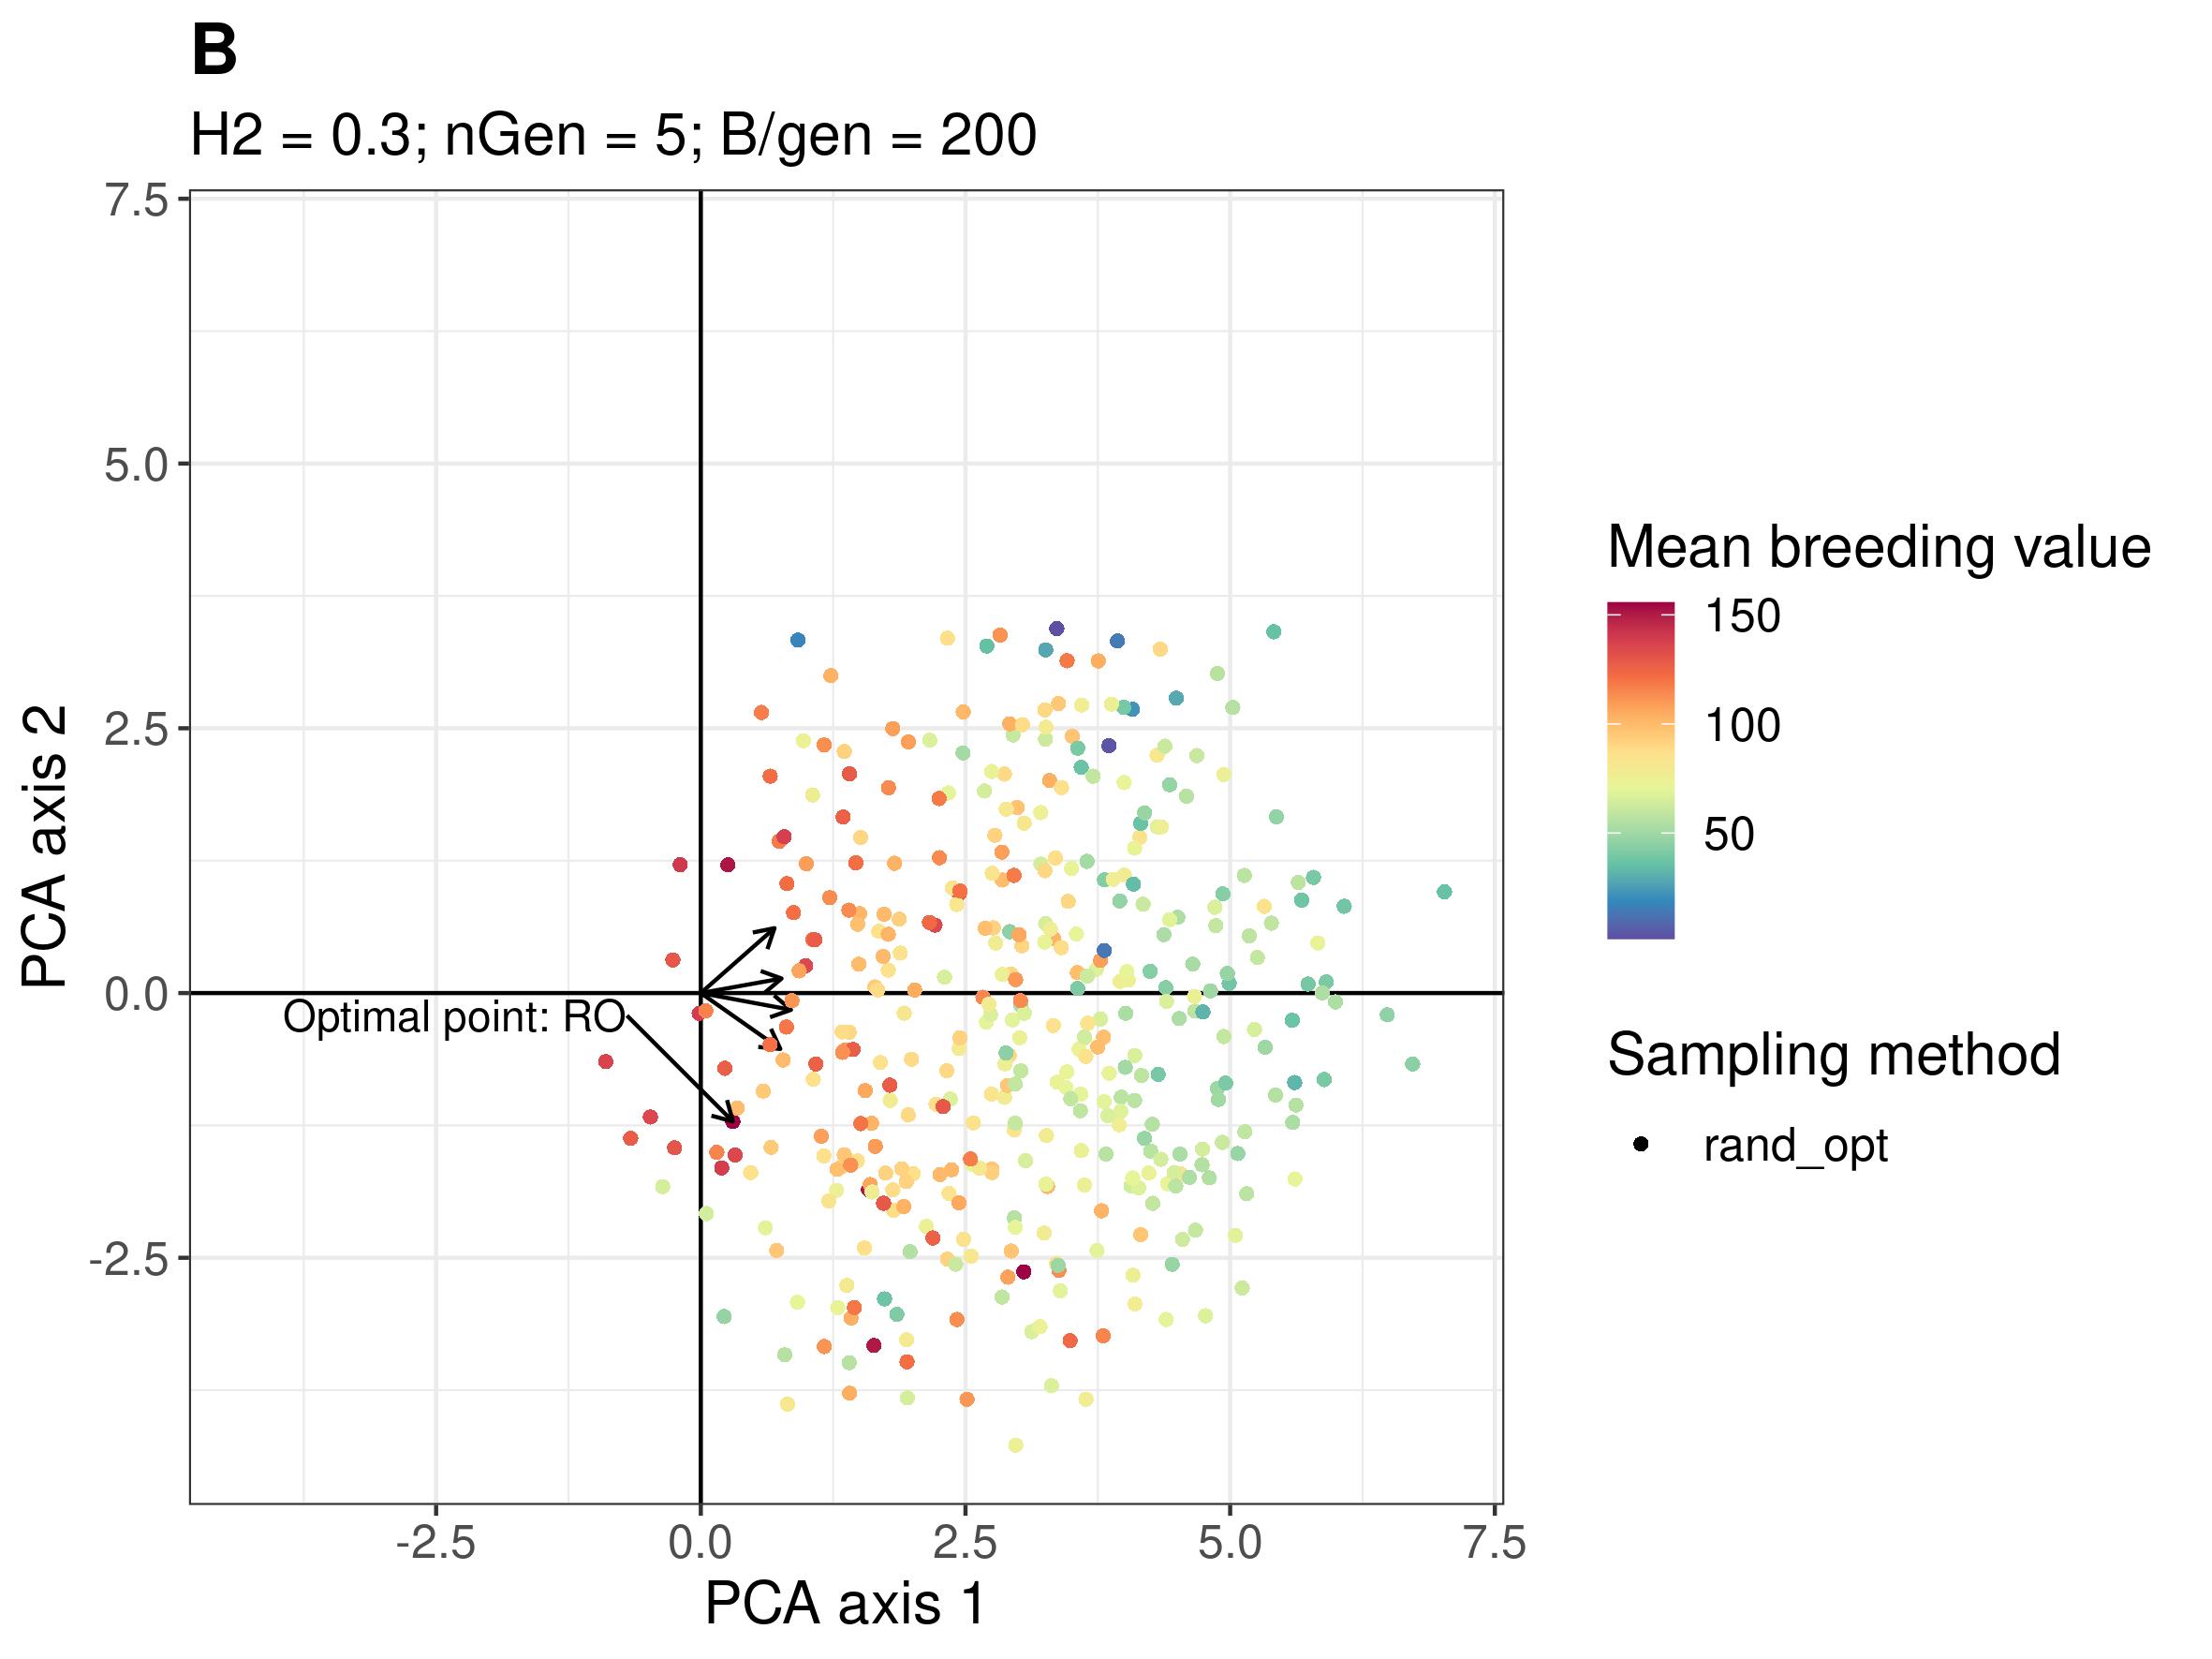 B
H2 = 0.3; nGen = 5; B/gen = 200
7.5
5.0
2.5
0.0
-2.5
PCA axis 2
Optimal point: RO
-2.5
0.0
2.5
5.0
7.5
PCA axis 1
Mean breeding value
150
100
50
Sampling method
rand_opt